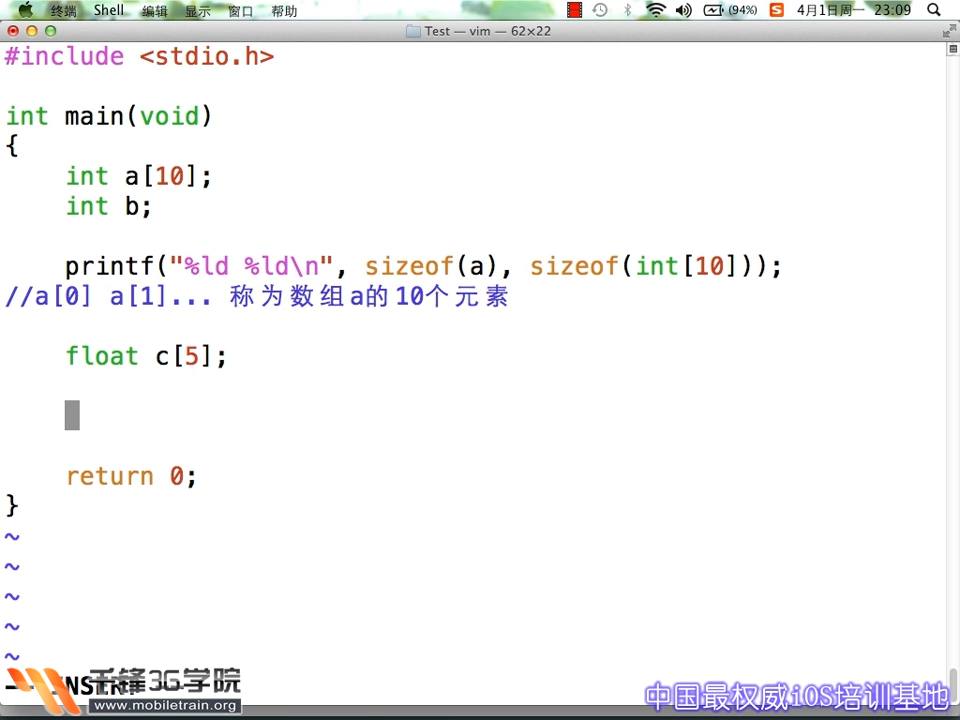 终端 Shell 编辑 显示 窗口 帮助 (94%) 4月1日周一 23:09
Test — vim — 62×22
#include <stdio.h>
int main(void)
{
int a[10];
int b;
printf("%ld %ld\n", sizeof(a), sizeof(int[10]));
//a[0] a[1]... 称为数组a的10个元素
float c[5];
return 0;
}
~
~
~
~
~
-- INSERT --
千锋3G学院
www.mobiletrain.org
中国最权威iOS培训基地